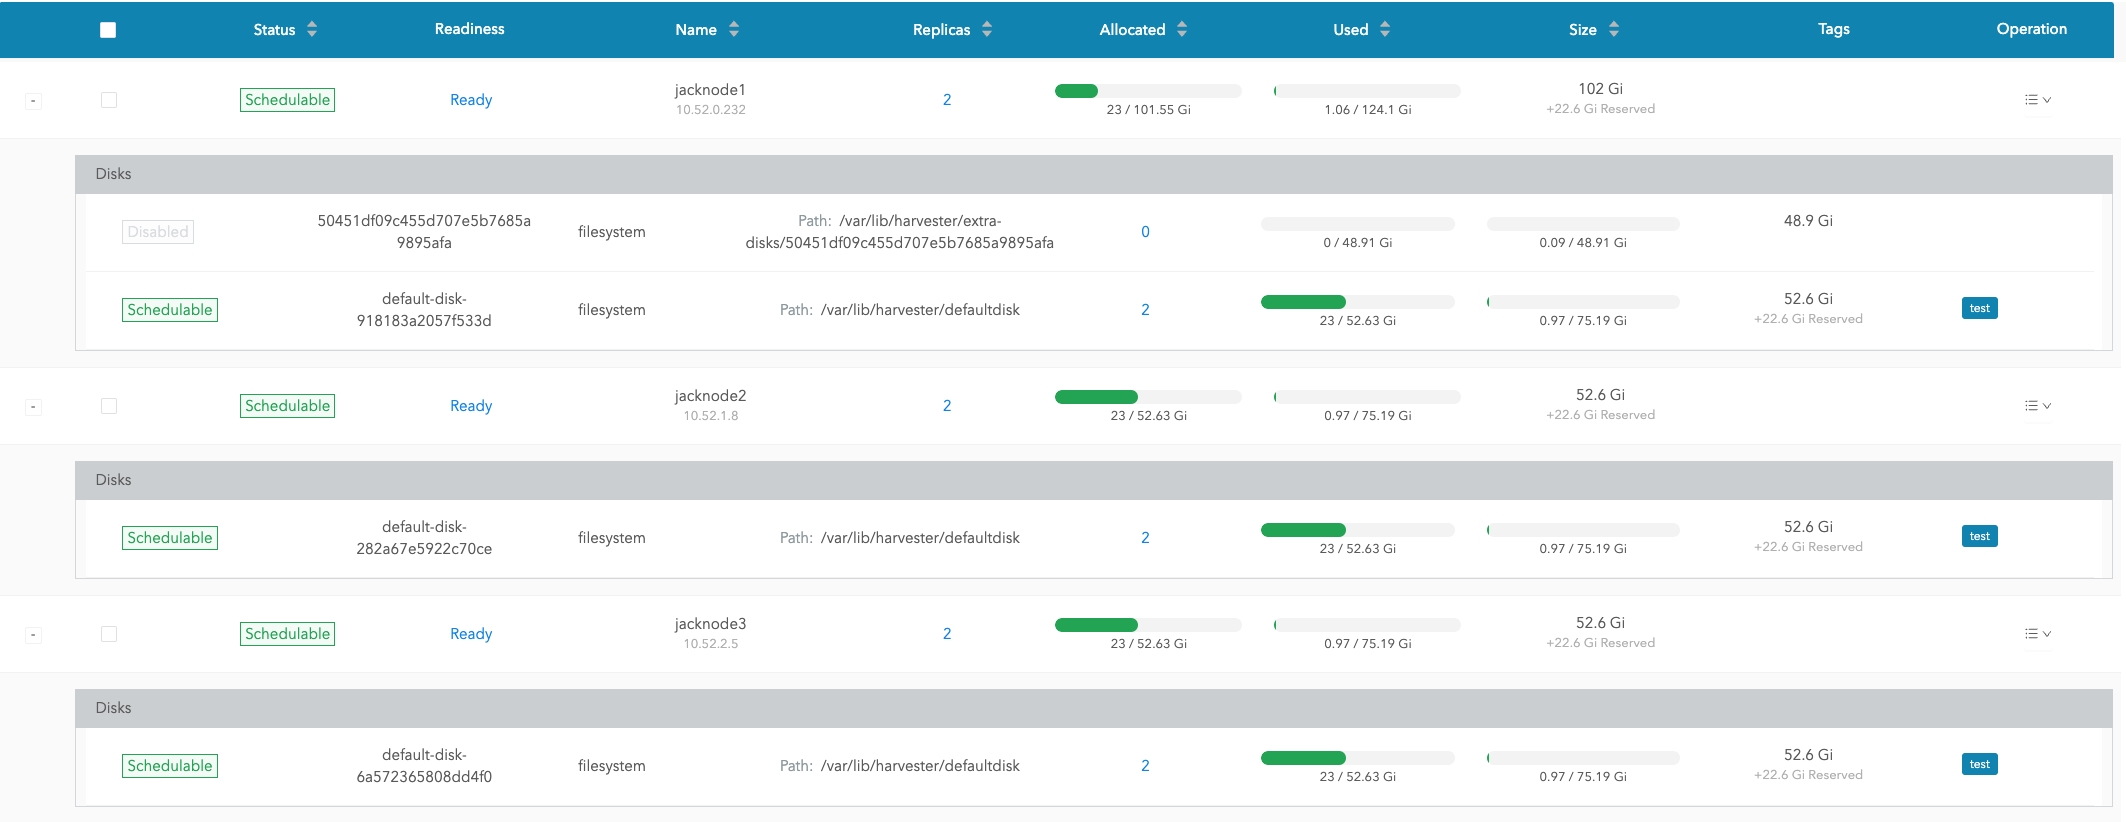 Status Readiness Name Replicas Allocated Used Size Tags Operation
- Schedulable Ready jacknode1 2 23 / 101.55 Gi 1.06 / 124.1 Gi 102 Gi
10.52.0.232 +22.6 Gi Reserved
Disks
Disabled 50451df09c455d707e5b7685a filesystem Path: /var/lib/harvester/extra- 0 0 / 48.91 Gi 0.09 / 48.91 Gi 48.9 Gi
9895afa disks/50451df09c455d707e5b7685a9895afa
Schedulable default-disk- filesystem Path: /var/lib/harvester/defaultdisk 2 23 / 52.63 Gi 0.97 / 75.19 Gi 52.6 Gi test
918183a2057f533d +22.6 Gi Reserved
- Schedulable Ready jacknode2 2 23 / 52.63 Gi 0.97 / 75.19 Gi 52.6 Gi
10.52.1.8 +22.6 Gi Reserved
Disks
Schedulable default-disk- filesystem Path: /var/lib/harvester/defaultdisk 2 23 / 52.63 Gi 0.97 / 75.19 Gi 52.6 Gi test
282a67e5922c70ce +22.6 Gi Reserved
- Schedulable Ready jacknode3 2 23 / 52.63 Gi 0.97 / 75.19 Gi 52.6 Gi
10.52.2.5 +22.6 Gi Reserved
Disks
Schedulable default-disk- filesystem Path: /var/lib/harvester/defaultdisk 2 23 / 52.63 Gi 0.97 / 75.19 Gi 52.6 Gi test
6a572365808dd4f0 +22.6 Gi Reserved